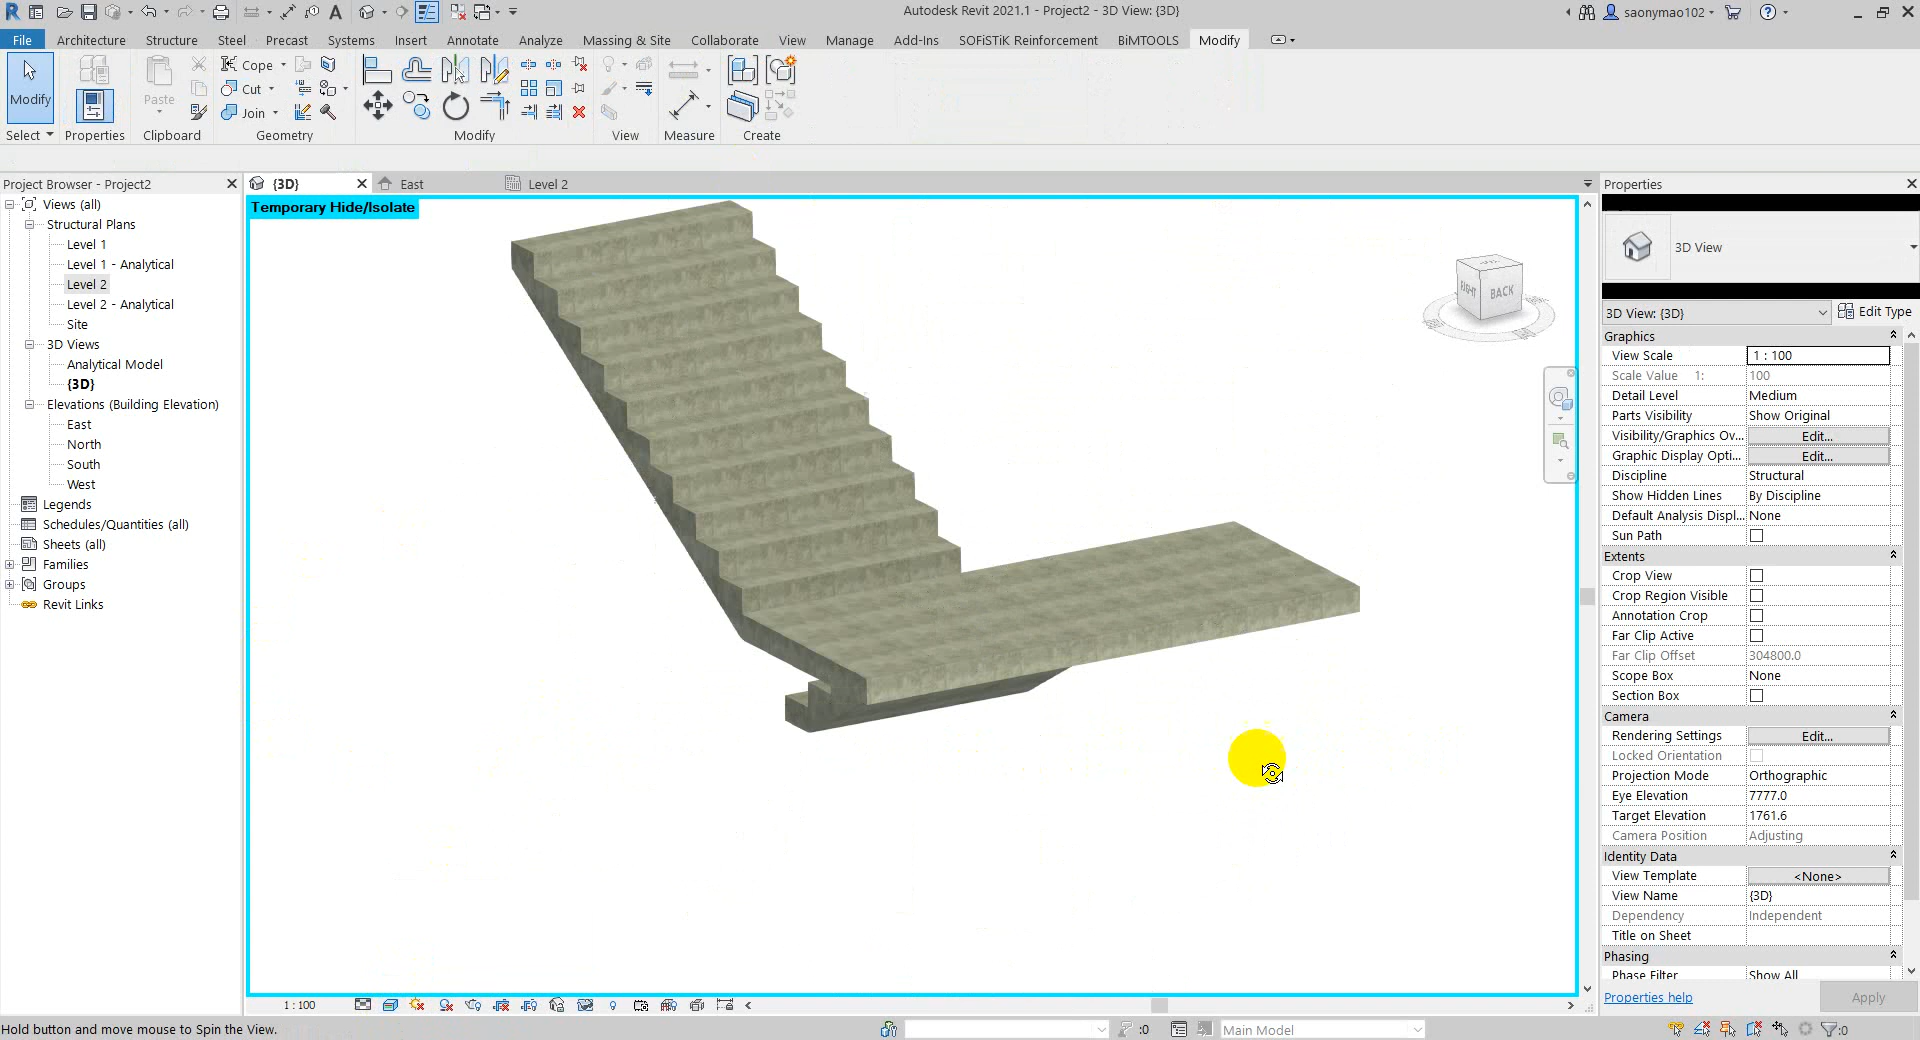 Autodesk Revit 2021.1 - Project2 - 3D View: {3D}
saonymao102
File
Architecture
Structure
Steel
Precast
Systems
Insert
Annotate
Analyze
Massing & Site
Collaborate
View
Manage
Add-Ins
SOFiSTiK Reinforcement
BiMTOOLS
Modify
Modify
Paste
Cope
Cut
Join
Select
Properties
Clipboard
Geometry
Modify
View
Measure
Create
Project Browser - Project2
{3D}
East
Level 2
Properties
Views (all)
Structural Plans
Level 1
Level 1 - Analytical
Level 2
Level 2 - Analytical
Site
3D Views
Analytical Model
{3D}
Elevations (Building Elevation)
East
North
South
West
Legends
Schedules/Quantities (all)
Sheets (all)
Families
Groups
Revit Links
Temporary Hide/Isolate
RIGHT
BACK
3D View
3D View: {3D}
Edit Type
Graphics
View Scale 1 : 100
Scale Value 1: 100
Detail Level Medium
Parts Visibility Show Original
Visibility/Graphics Ov... Edit...
Graphic Display Opti... Edit...
Discipline Structural
Show Hidden Lines By Discipline
Default Analysis Displ... None
Sun Path
Extents
Crop View
Crop Region Visible
Annotation Crop
Far Clip Active
Far Clip Offset 304800.0
Scope Box None
Section Box
Camera
Rendering Settings Edit...
Locked Orientation
Projection Mode Orthographic
Eye Elevation 7777.0
Target Elevation 1761.6
Camera Position Adjusting
Identity Data
View Template <None>
View Name {3D}
Dependency Independent
Title on Sheet
Phasing
Phase Filter Show All
Properties help
Apply
1 : 100
Hold button and move mouse to Spin the View.
:0
Main Model
:0